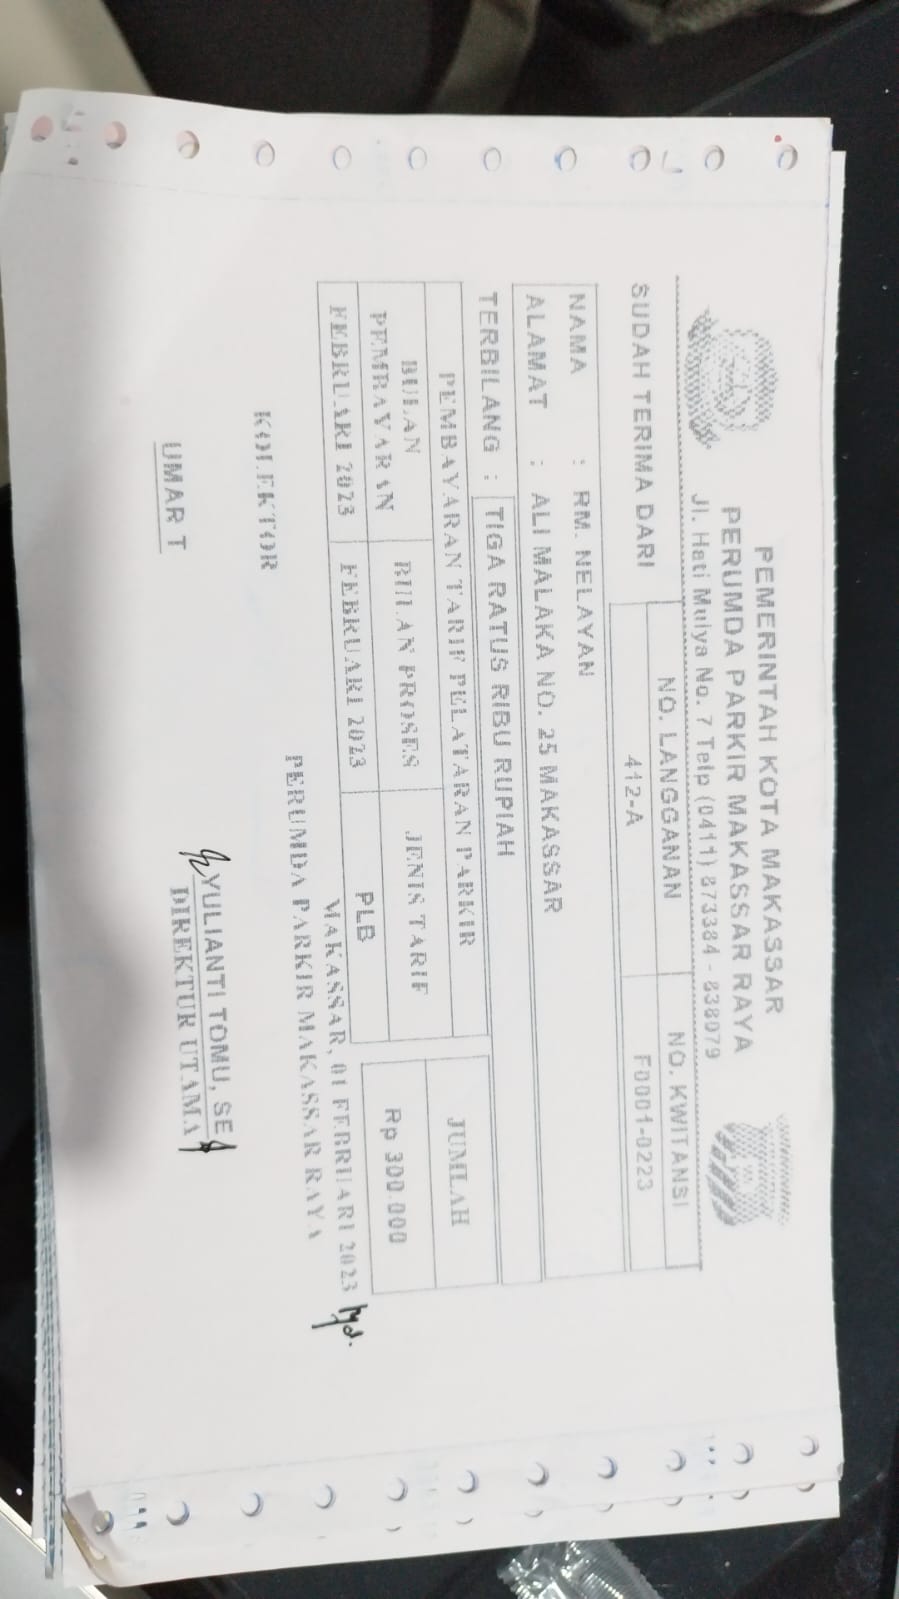 PEMERINTAH KOTA MAKASSAR
PERUMDA PARKIR MAKASSAR RAYA
Jl. Hati Mulya No. 7 Telp (0411) 873384 - 838079
NO. LANGGANAN NO. KWITANSI
SUDAH TERIMA DARI 412-A F0001-0223
NAMA : RM. NELAYAN
ALAMAT : ALI MALAKA NO. 25 MAKASSAR
TERBILANG : TIGA RATUS RIBU RUPIAH
PEMBAYARAN TARIF PELATARAN PARKIR JUMLAH
BULAN PEMBAYARAN BULAN PROSES JENIS TARIF
FEBRUARI 2023 FEBRUARI 2023 PLB Rp 300.000
MAKASSAR, 01 FEBRUARI 2023
KOLEKTOR PERUMDA PARKIR MAKASSAR RAYA
UMAR T YULIANTI TOMU, SE
DIREKTUR UTAMA